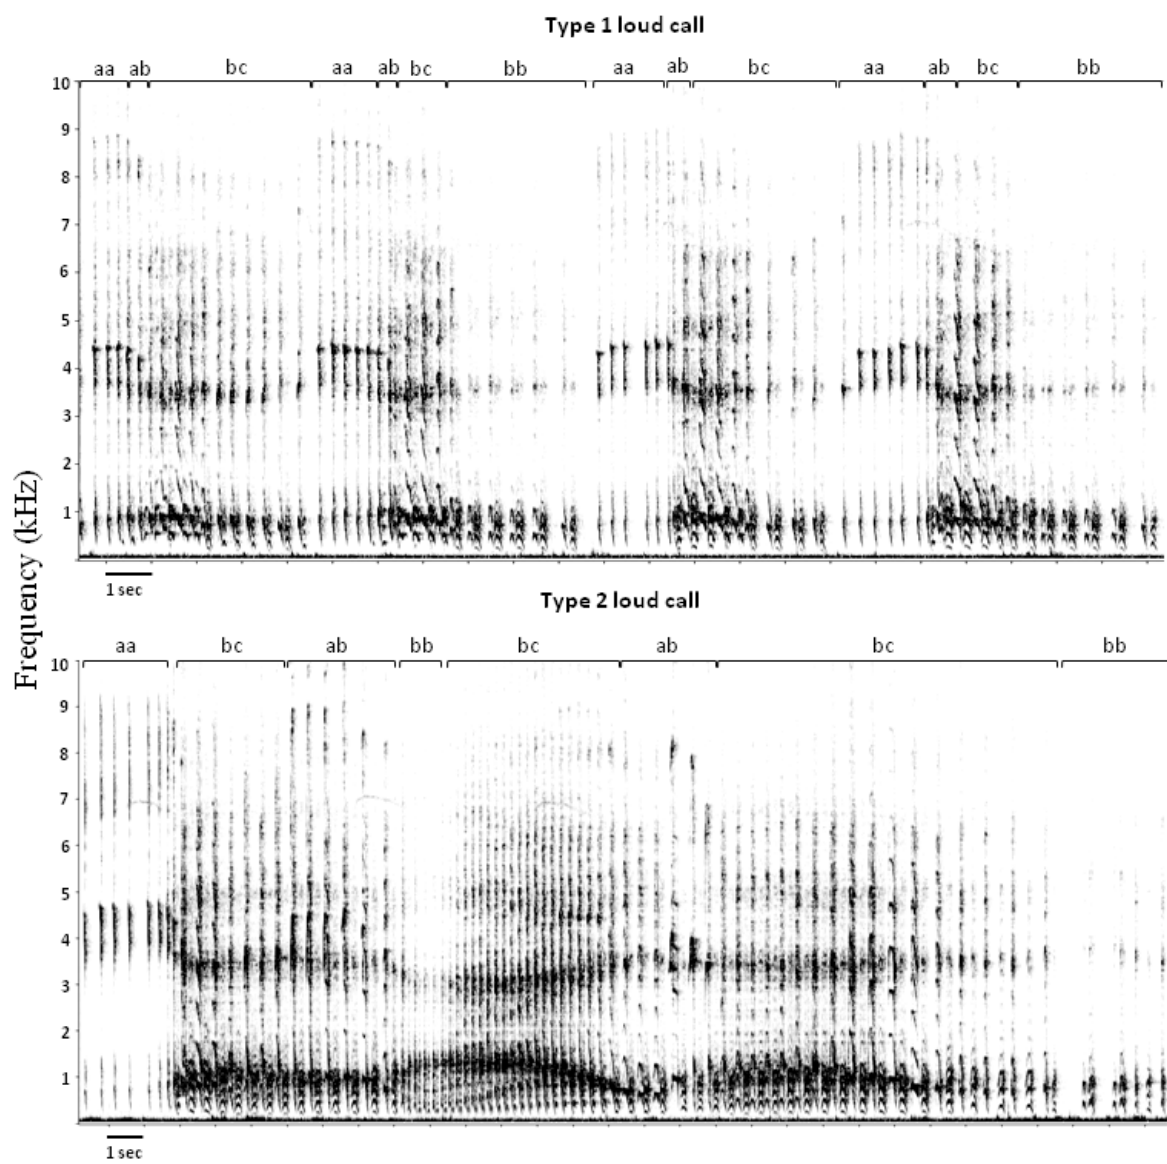 Type 1 loud call
aa ab bc aa ab bc bb aa ab bc aa ab bc bb
10
9
8
7
6
5
4
3
2
1
1 sec
Frequency (kHz)
Type 2 loud call
aa bc ab bb bc ab bc bb
10
9
8
7
6
5
4
3
2
1
1 sec